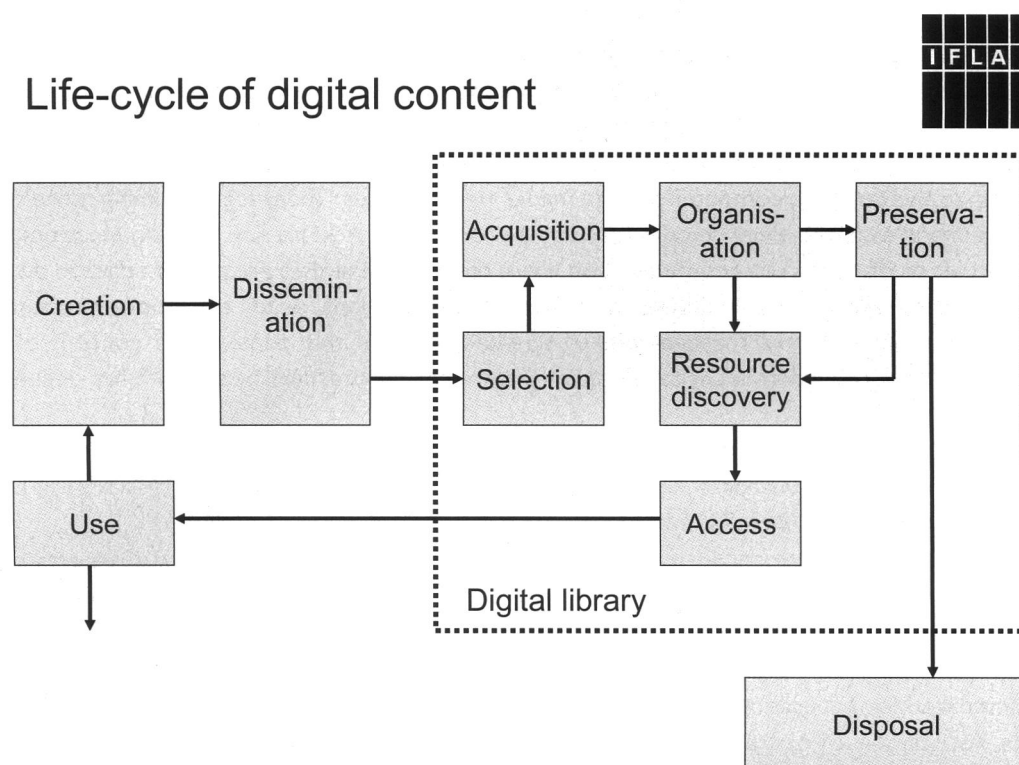 IFLA
Life-cycle of digital content
Creation
Dissemin-
ation
Acquisition
Organis-
ation
Preserva-
tion
Selection
Resource
discovery
Use
Access
Digital library
Disposal